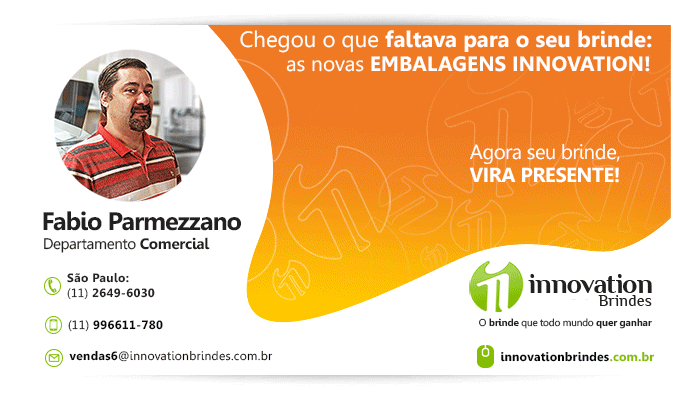 Chegou o que faltava para o seu brinde:
as novas EMBALAGENS INNOVATION!
Agora seu brinde,
VIRA PRESENTE!
Fabio Parmezzano
Departamento Comercial
São Paulo:
(11) 2649-6030
(11) 996611-780
vendas6@innovationbrindes.com.br
innovation
Brindes
O brinde que todo mundo quer ganhar
innovationbrindes.com.br